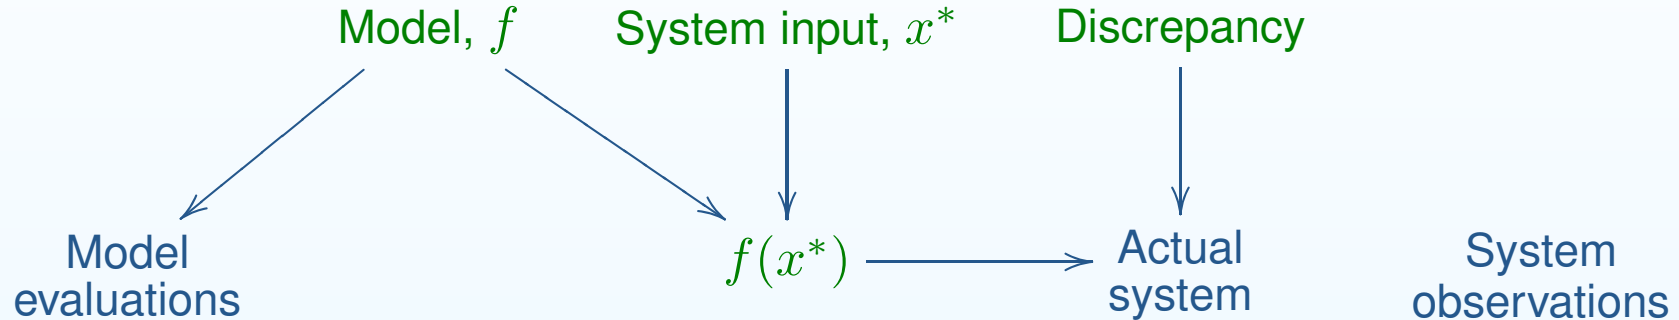 Model, f System input, x* Discrepancy
Model
evaluations
f(x*)
Actual
system
System
observations